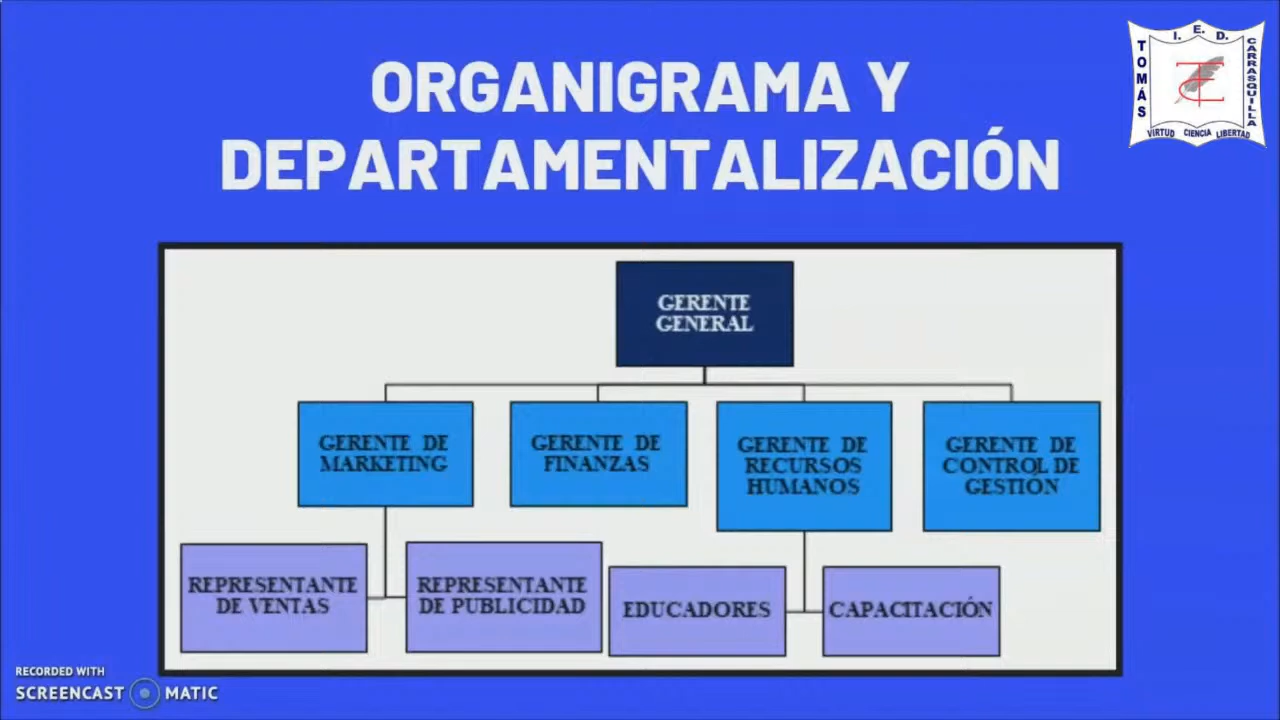 ORGANIGRAMA Y
DEPARTAMENTALIZACIÓN
I. E. D.
TOMÁS
CARRASQUILLA
VIRTUD CIENCIA LIBERTAD
GERENTE
GENERAL
GERENTE DE
MARKETING
GERENTE DE
FINANZAS
GERENTE DE
RECURSOS
HUMANOS
GERENTE DE
CONTROL DE
GESTIÓN
REPRESENTANTE
DE VENTAS
REPRESENTANTE
DE PUBLICIDAD
EDUCADORES
CAPACITACIÓN
RECORDED WITH
SCREENCAST MATIC